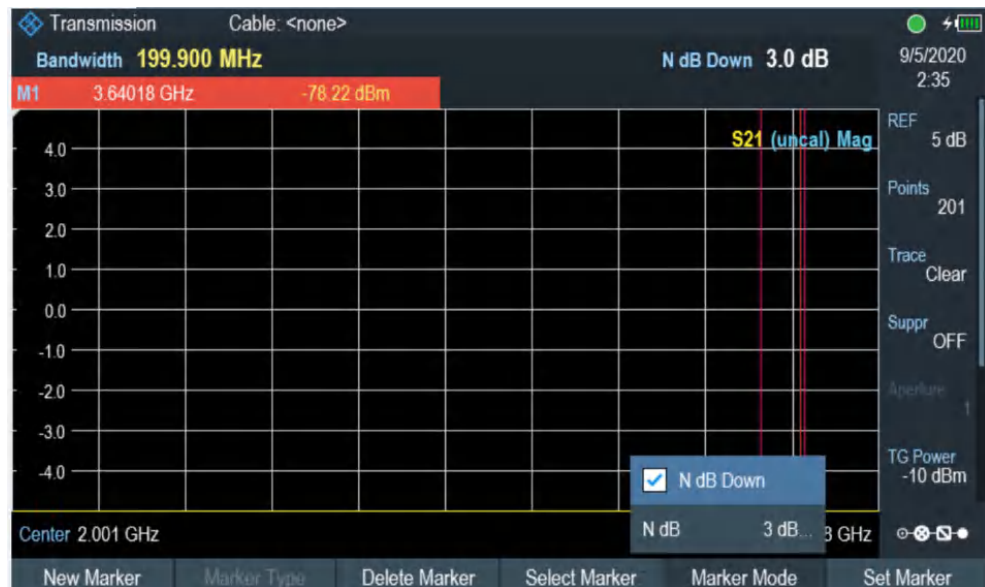 Transmission Cable: <none>
Bandwidth 199.900 MHz N dB Down 3.0 dB 9/5/2020
2:35
M1 3.64018 GHz -78.22 dBm
S21 (uncal) Mag
4.0
3.0
2.0
1.0
0.0
-1.0
-2.0
-3.0
-4.0
REF
5 dB
Points
201
Trace
Clear
Suppr
OFF
Aperture
1
TG Power
-10 dBm
N dB Down
N dB 3 dB...
Center 2.001 GHz GHz
New Marker Marker Type Delete Marker Select Marker Marker Mode Set Marker